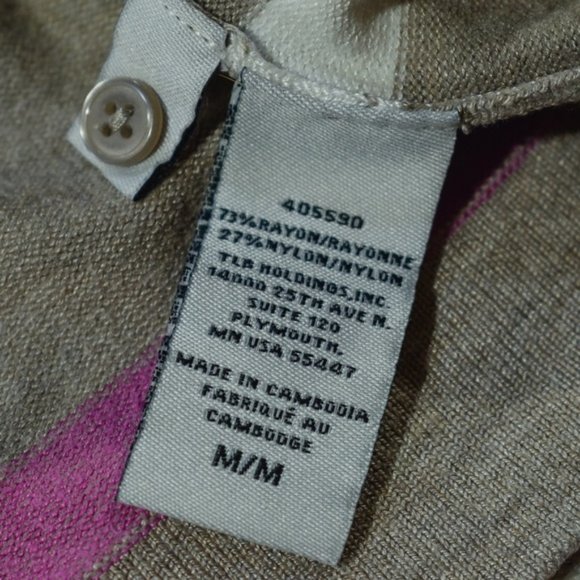 405590
73% RAYON/RAYONNE
27% NYLON/NYLON
TLB HOLDINGS, INC.
14000 25TH AVE N.
SUITE 120
PLYMOUTH,
MN USA 55447
MADE IN CAMBODIA
FABRIQUÉ AU
CAMBODGE
M/M